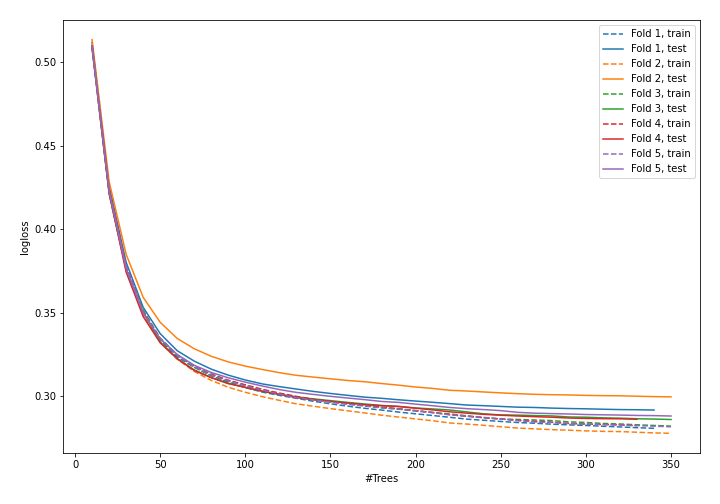 0.50
0.45
0.40
0.35
0.30
logloss
0 50 100 150 200 250 300 350
#Trees
Fold 1, train
Fold 1, test
Fold 2, train
Fold 2, test
Fold 3, train
Fold 3, test
Fold 4, train
Fold 4, test
Fold 5, train
Fold 5, test